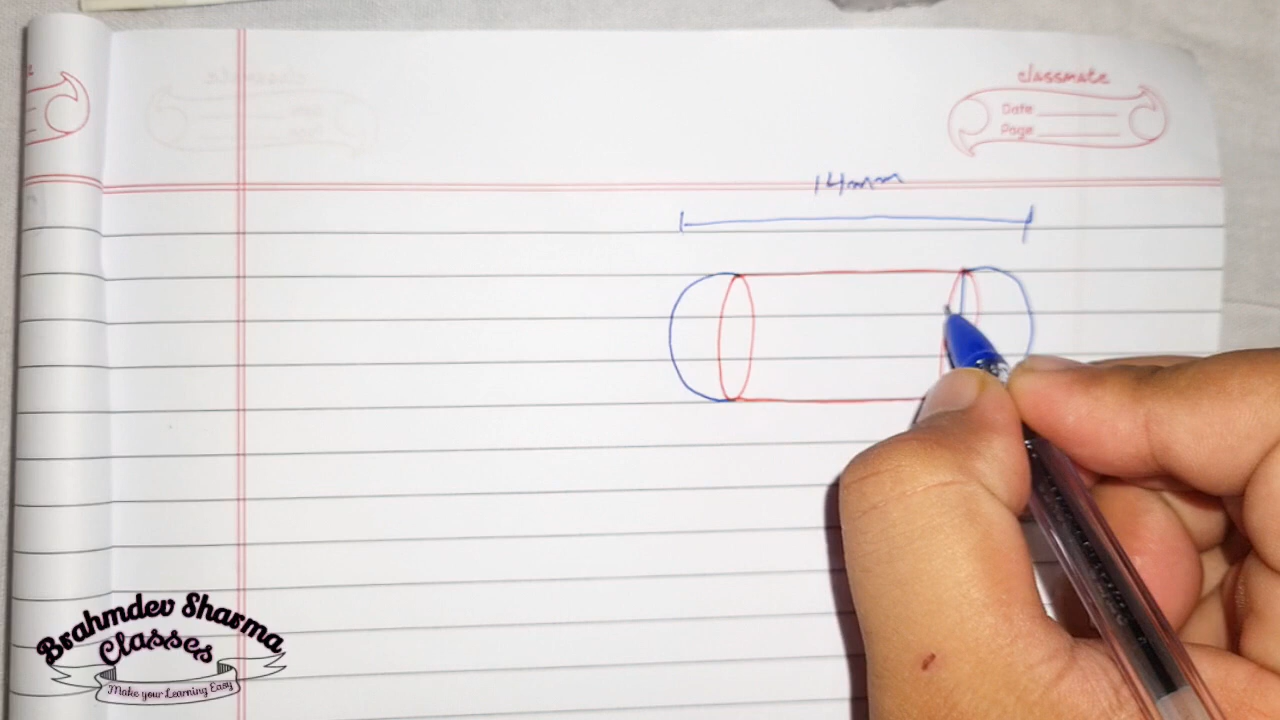 classmate
Date
Page
14mm
Brahmdev Sharma
Classes
Make your Learning Easy